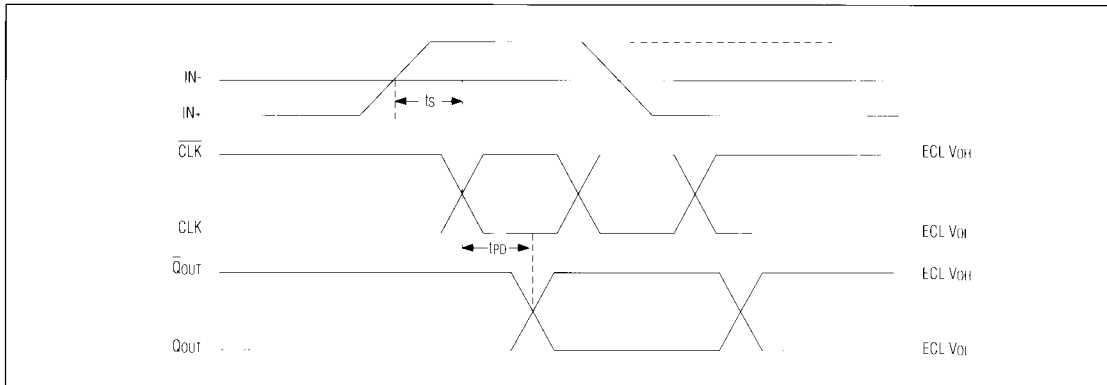 IN-
tS
IN+
CLK ECL VOH
CLK ECL VOL
tPD
QOUT ECL VOH
QOUT ECL VOL